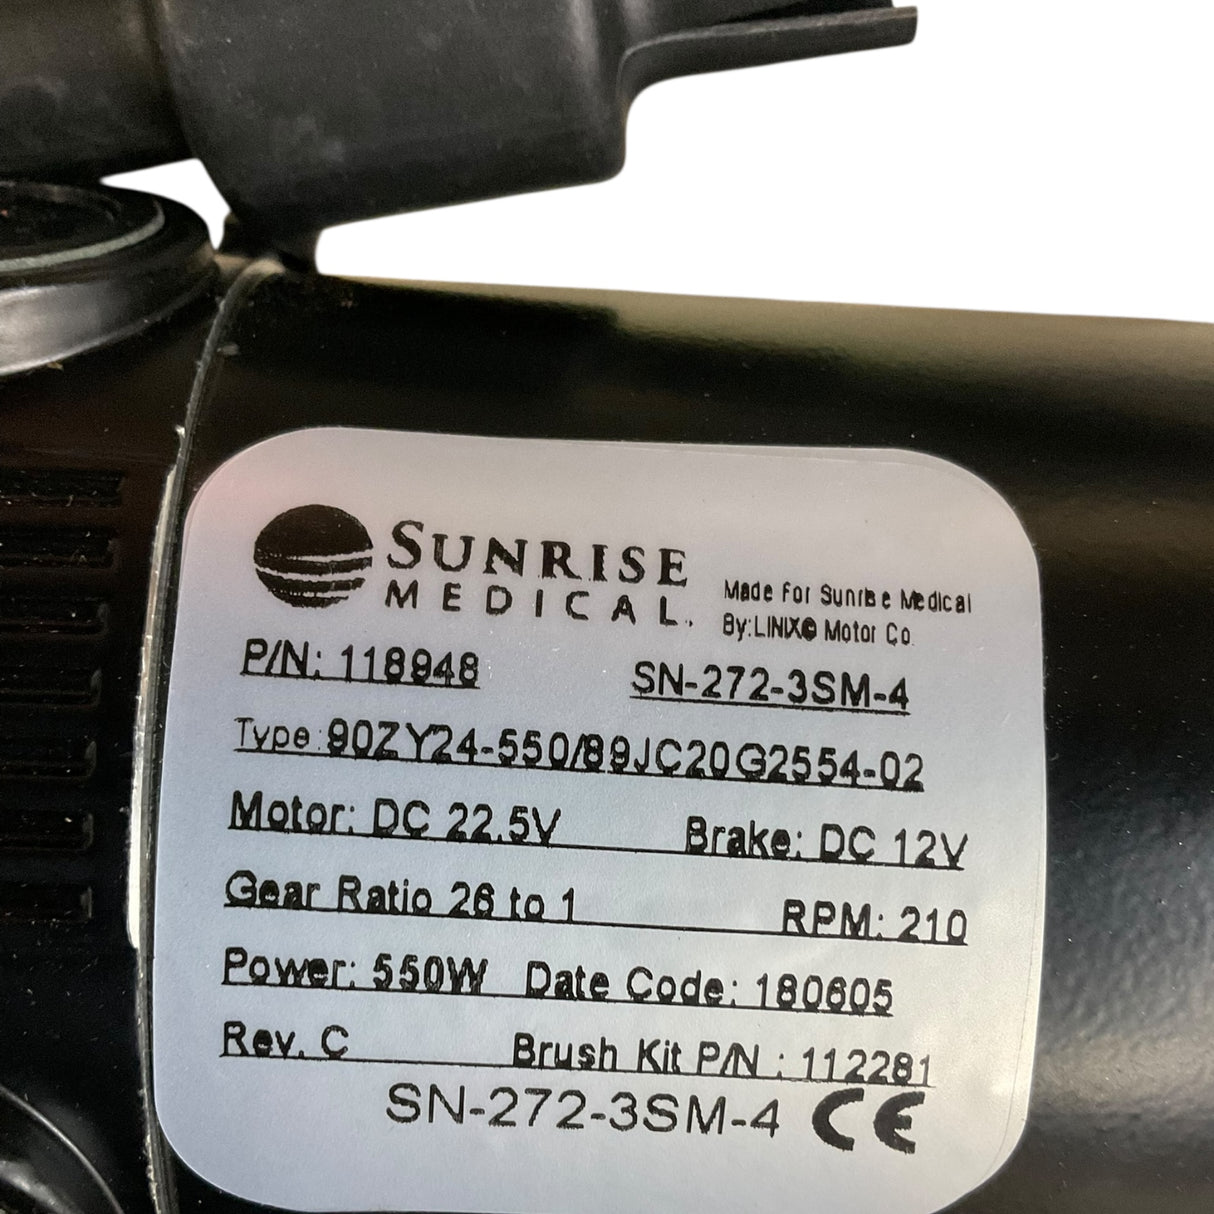 SUNRISE
MEDICAL.
Made For Sunrise Medical
By:LINIX® Motor Co.
P/N: 118948 SN-272-3SM-4
Type:90ZY24-550/89JC20G2554-02
Motor: DC 22.5V Brake: DC 12V
Gear Ratio 26 to 1 RPM: 210
Power: 550W Date Code: 180605
Rev. C Brush Kit P/N : 112281
SN-272-3SM-4 CE